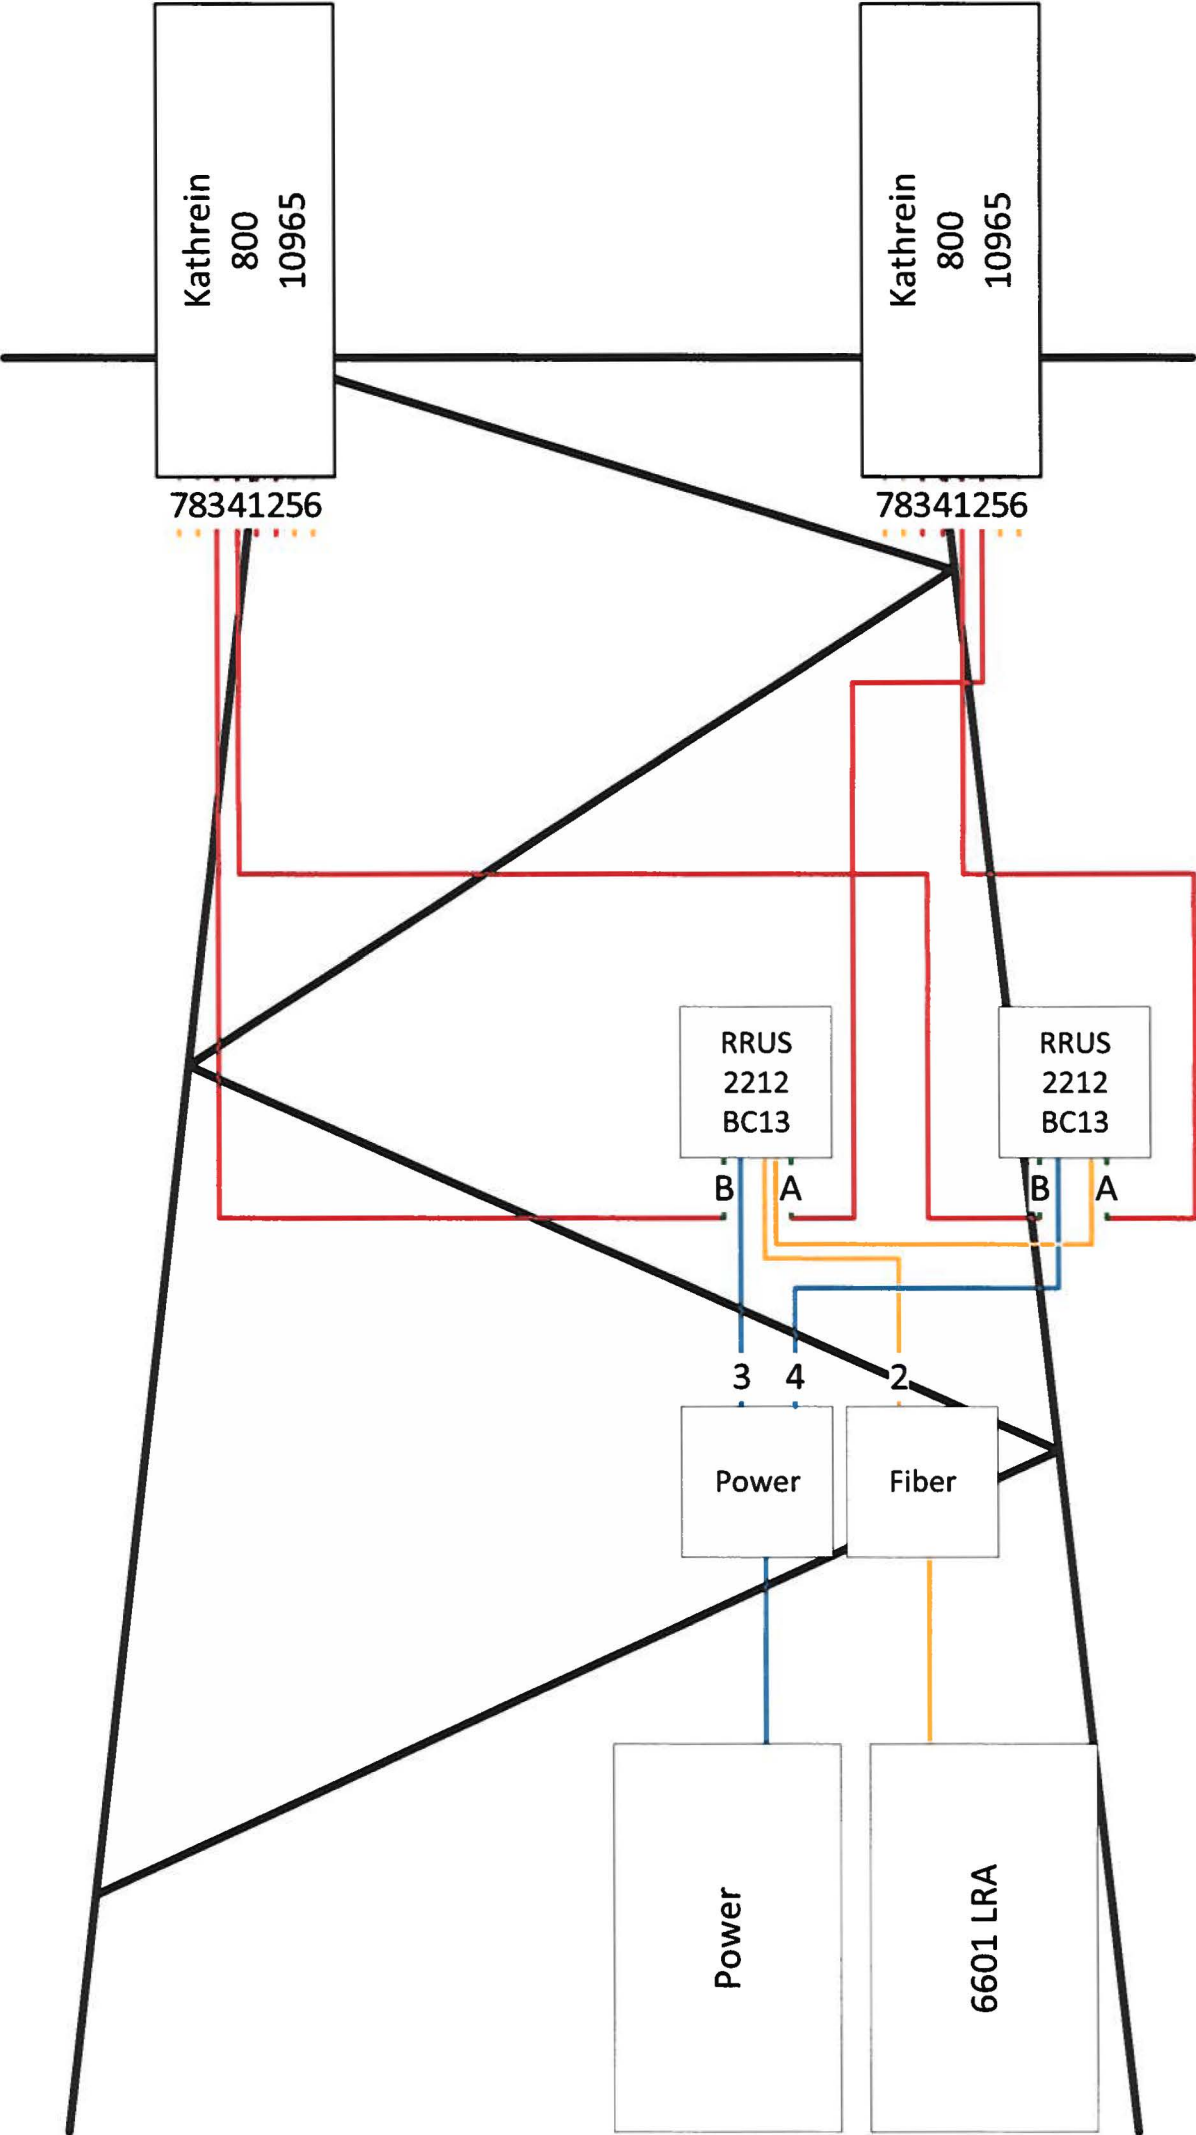 Kathrein
800
10965
Kathrein
800
10965
78341256
78341256
RRUS
2212
BC13
RRUS
2212
BC13
B
A
B
A
3
4
2
Power
Fiber
Power
6601 LRA